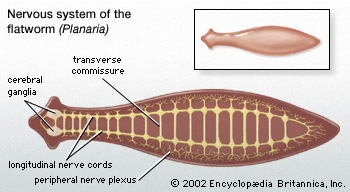 Nervous system of the
flatworm (Planaria)
transverse
commissure
cerebral
ganglia
longitudinal nerve cords
peripheral nerve plexus
© 2002 Encyclopædia Britannica, Inc.